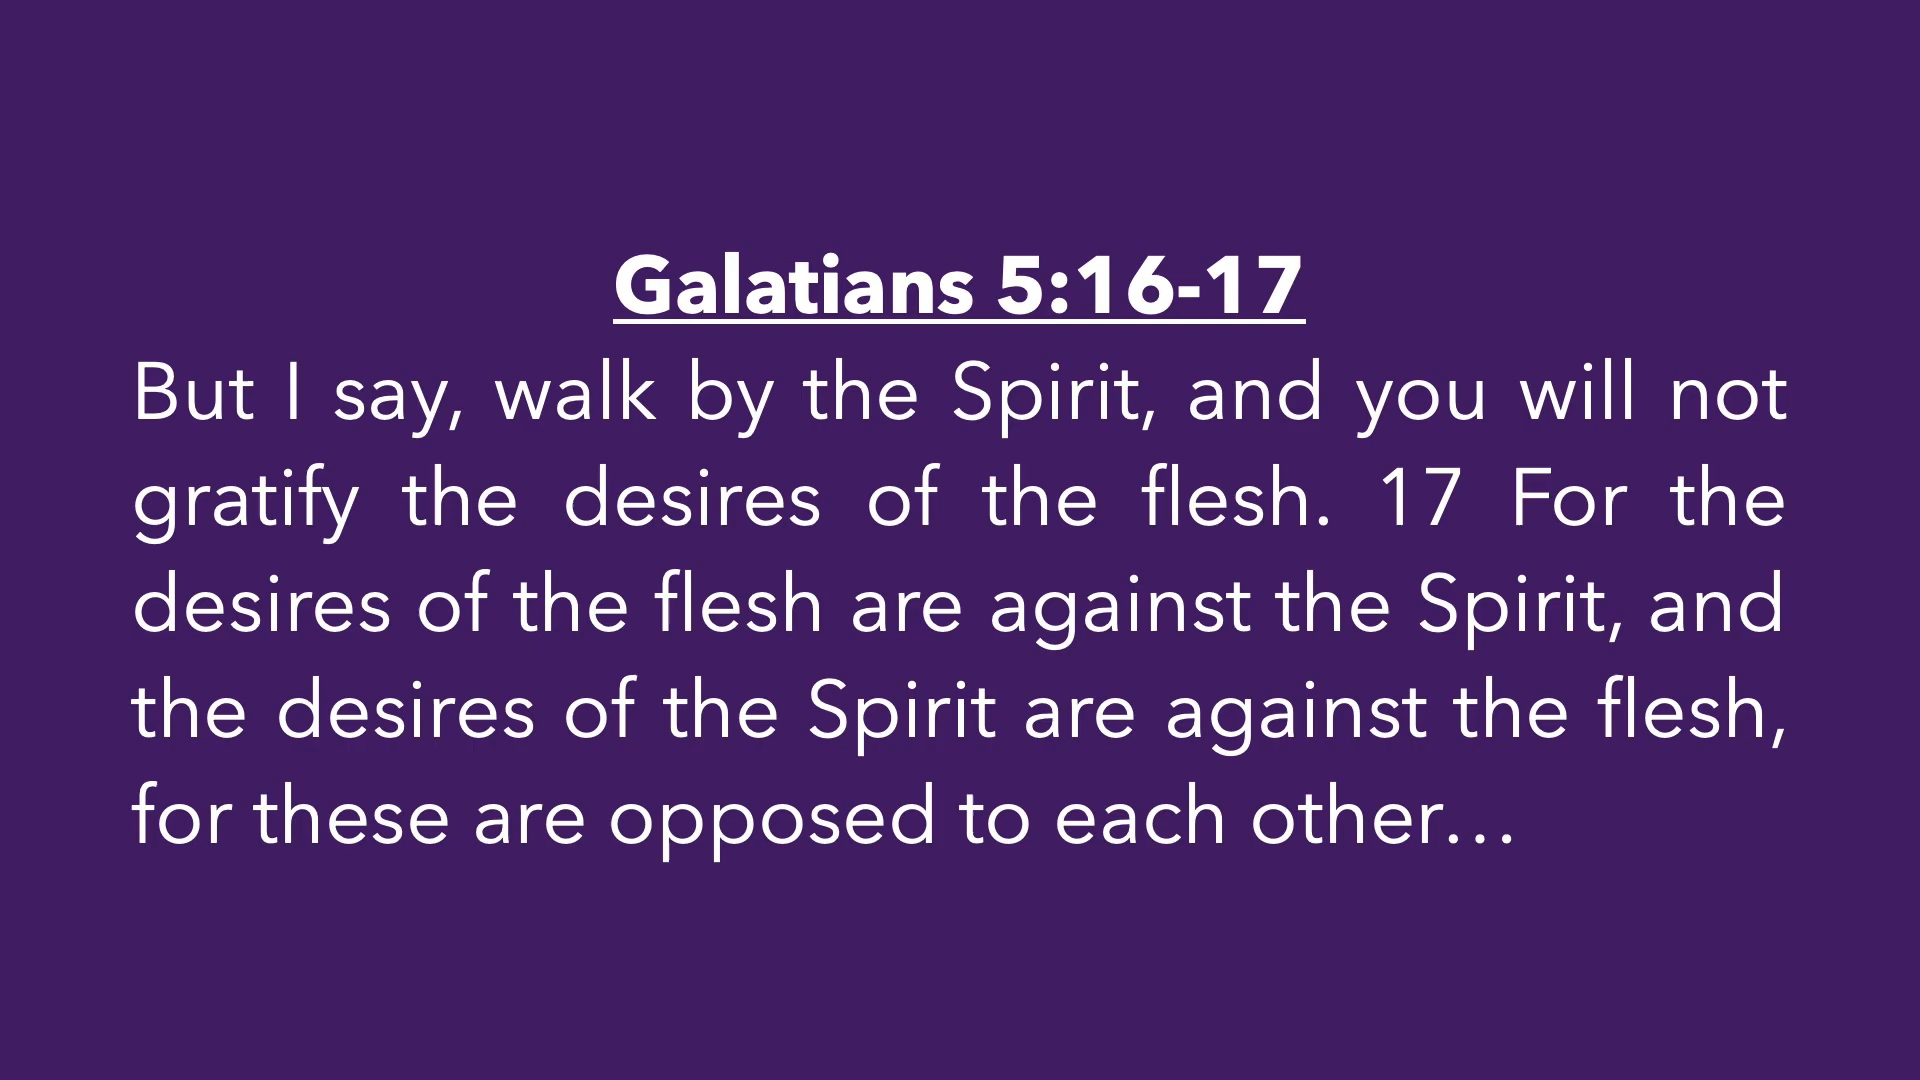 Galatians 5:16-17
But I say, walk by the Spirit, and you will not
gratify the desires of the flesh. 17 For the
desires of the flesh are against the Spirit, and
the desires of the Spirit are against the flesh,
for these are opposed to each other…